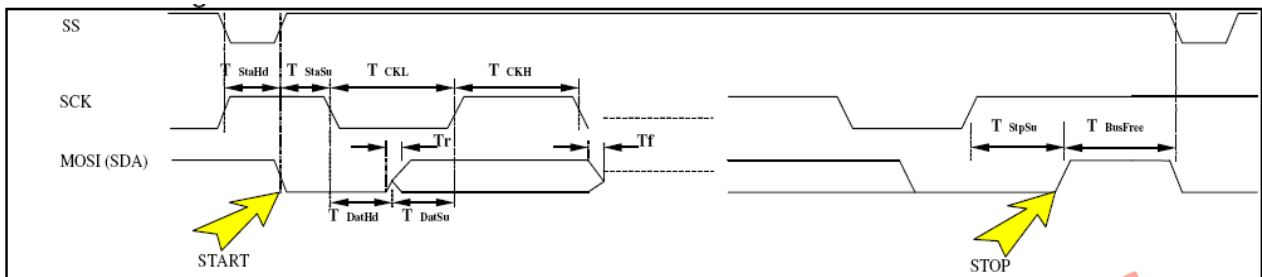 SS
T StaHd T StaSu T CKL T CKH
SCK
T StpSu T BusFree
Tr Tf
MOSI (SDA)
T DatHd T DatSu
START STOP